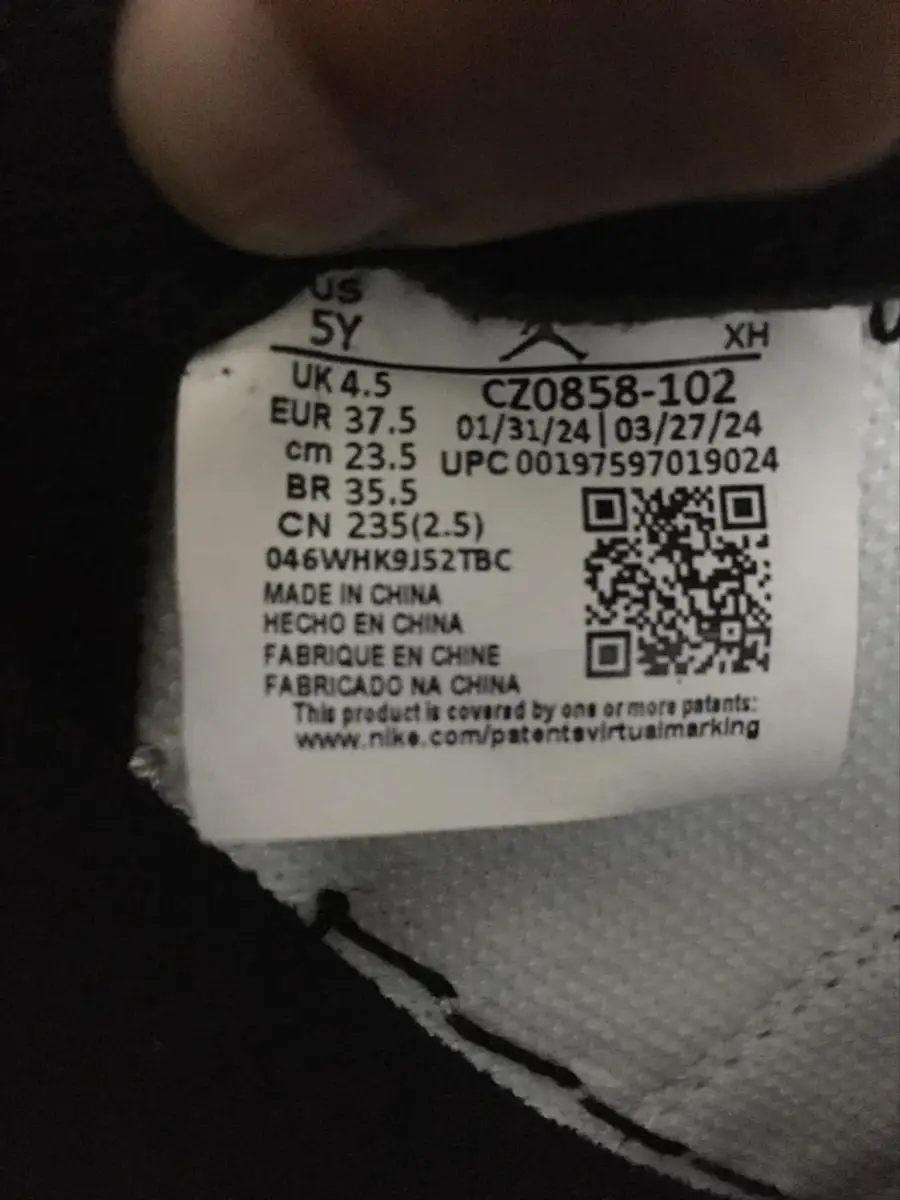 US
5Y
XH
UK 4.5
EUR 37.5
cm 23.5
BR 35.5
CN 235(2.5)
CZ0858-102
01/31/24|03/27/24
UPC 00197597019024
046WHK9J52TBC
MADE IN CHINA
HECHO EN CHINA
FABRIQUE EN CHINE
FABRICADO NA CHINA
This product is covered by one or more patents:
www.nike.com/patentsvirtualmarking